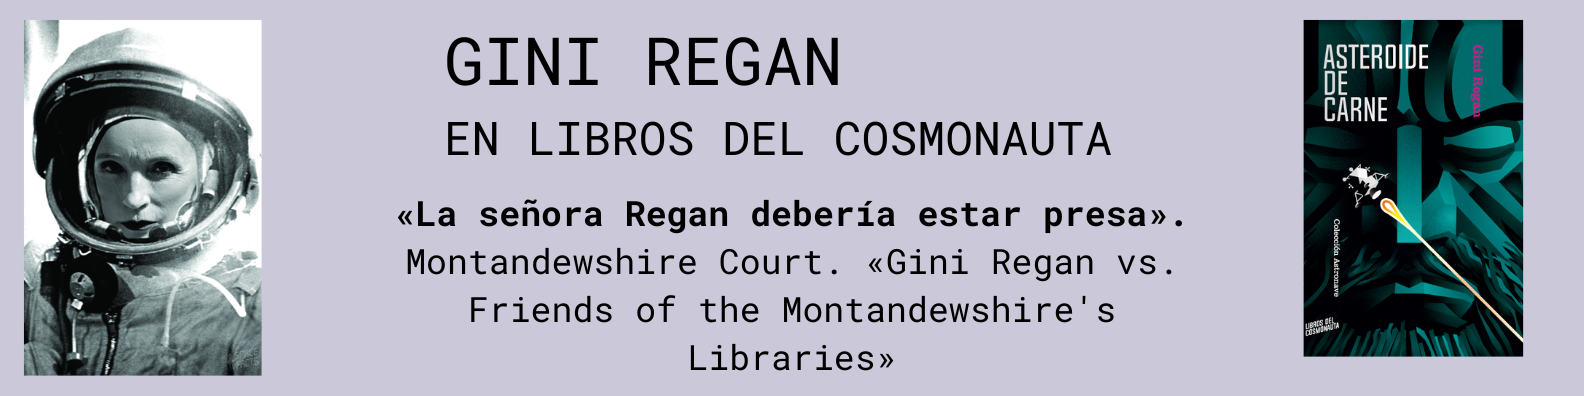 GINI REGAN
EN LIBROS DEL COSMONAUTA
«La señora Regan debería estar presa».
Montandewshire Court. «Gini Regan vs.
Friends of the Montandewshire's
Libraries»
ASTEROIDE
DE
CARNE
Gini Regan
Colección Astronave
LIBROS DEL
COSMONAUTA